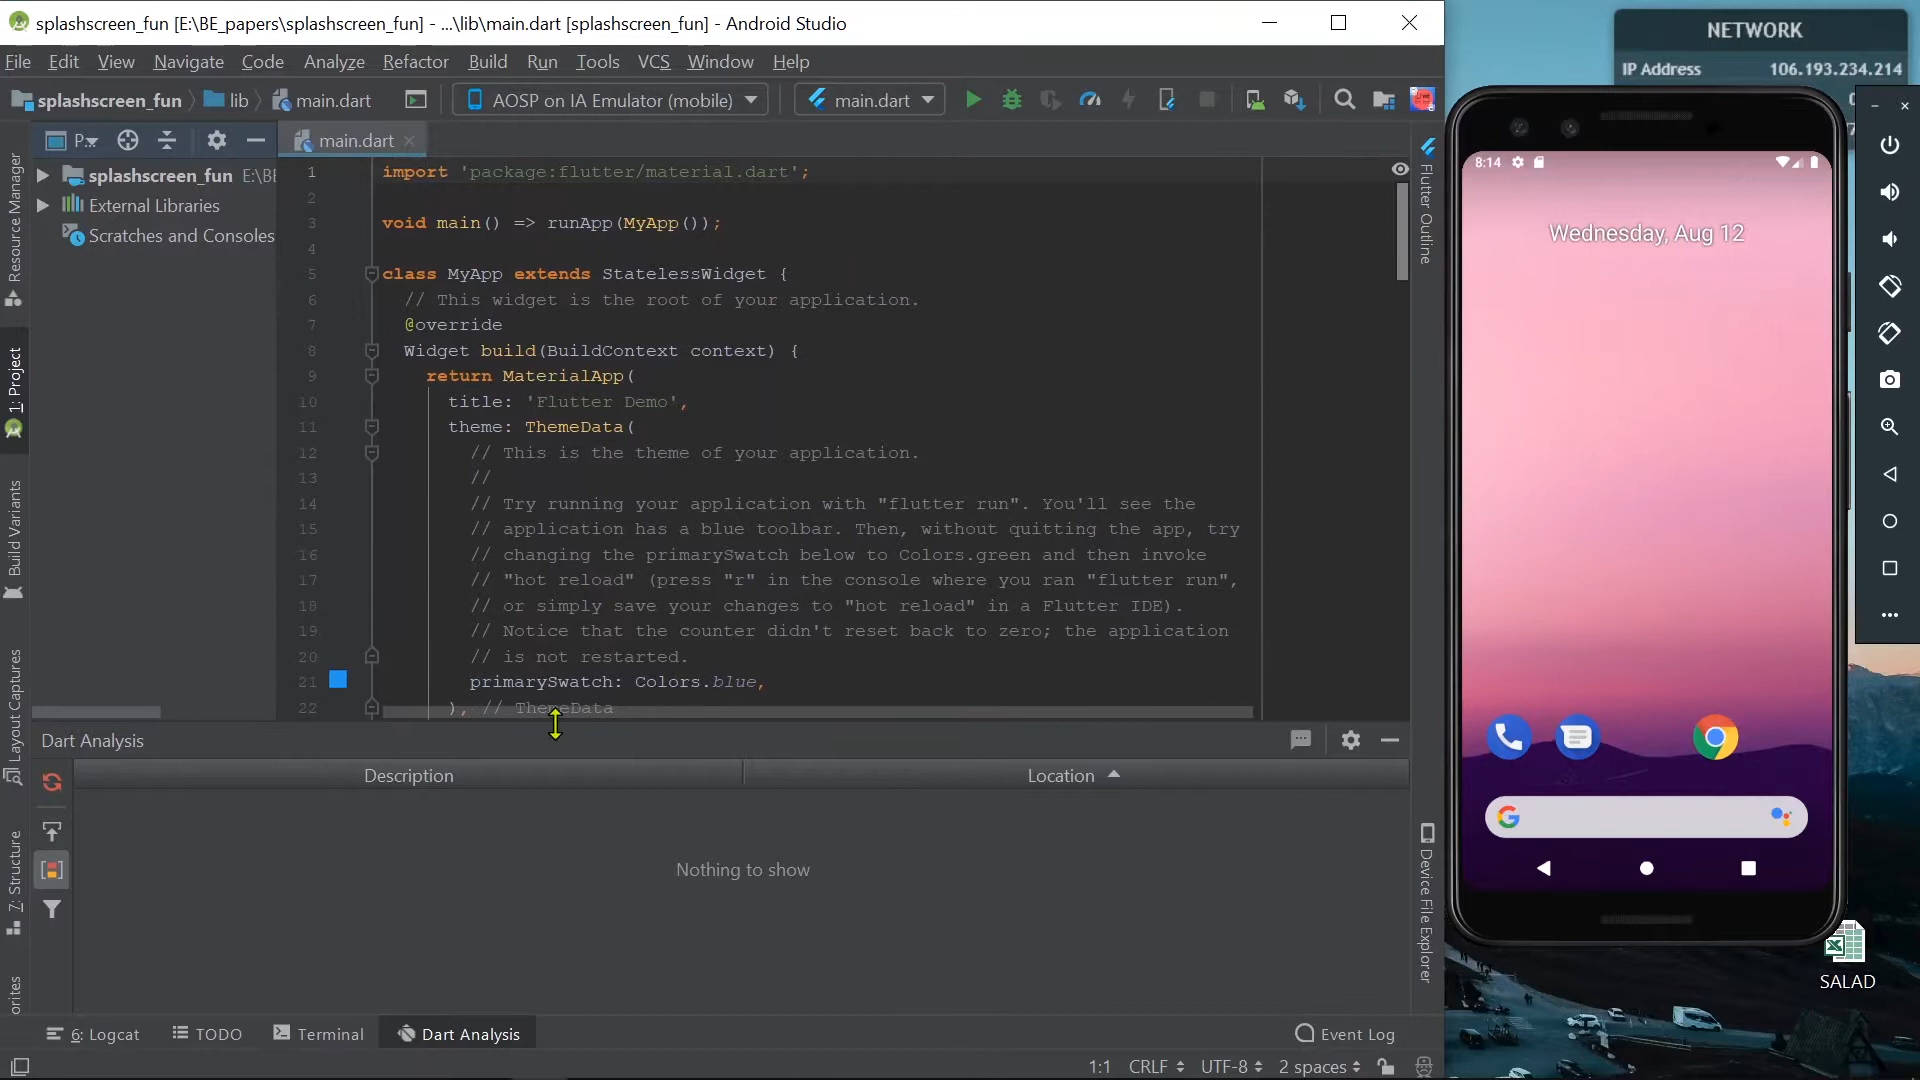 splashscreen_fun [E:\BE_papers\splashscreen_fun] - ...\lib\main.dart [splashscreen_fun] - Android Studio
File Edit View Navigate Code Analyze Refactor Build Run Tools VCS Window Help
splashscreen_fun lib main.dart AOSP on IA Emulator (mobile) main.dart
P... main.dart
splashscreen_fun E:\BE
External Libraries
Scratches and Consoles
Resource Manager
1: Project
Build Variants
Layout Captures
7: Structure
orites
1 import 'package:flutter/material.dart';
2
3 void main() => runApp(MyApp());
4
5 class MyApp extends StatelessWidget {
6 // This widget is the root of your application.
7 @override
8 Widget build(BuildContext context) {
9 return MaterialApp(
10 title: 'Flutter Demo',
11 theme: ThemeData(
12 // This is the theme of your application.
13 //
14 // Try running your application with "flutter run". You'll see the
15 // application has a blue toolbar. Then, without quitting the app, try
16 // changing the primarySwatch below to Colors.green and then invoke
17 // "hot reload" (press "r" in the console where you ran "flutter run",
18 // or simply save your changes to "hot reload" in a Flutter IDE).
19 // Notice that the counter didn't reset back to zero; the application
20 // is not restarted.
21 primarySwatch: Colors.blue,
22 ), // ThemeData
Flutter Outline
Device File Explorer
Dart Analysis
Description Location
Nothing to show
6: Logcat TODO Terminal Dart Analysis Event Log
1:1 CRLF UTF-8 2 spaces
NETWORK
IP Address 106.193.234.214
8:14
Wednesday, Aug 12
SALAD